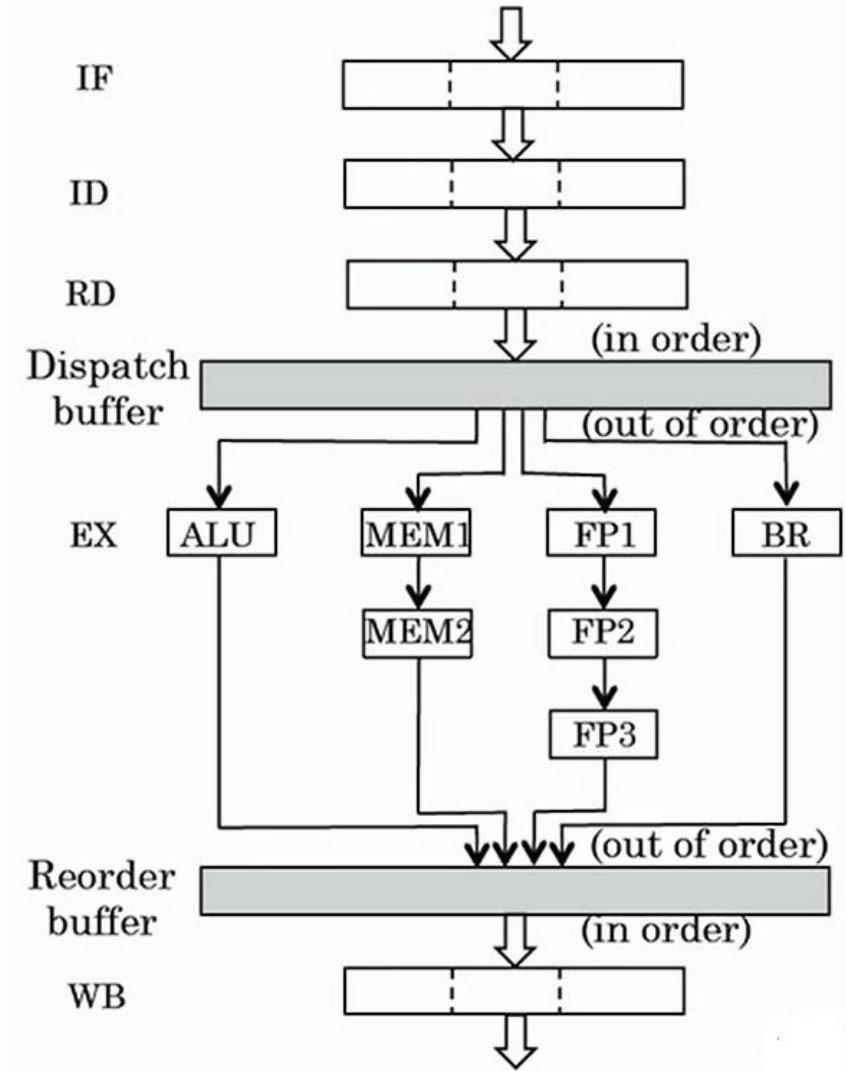 IF
ID
RD
(in order)
Dispatch
buffer
(out of order)
EX
ALU
MEM1
FP1
BR
MEM2
FP2
FP3
(out of order)
Reorder
buffer
(in order)
WB